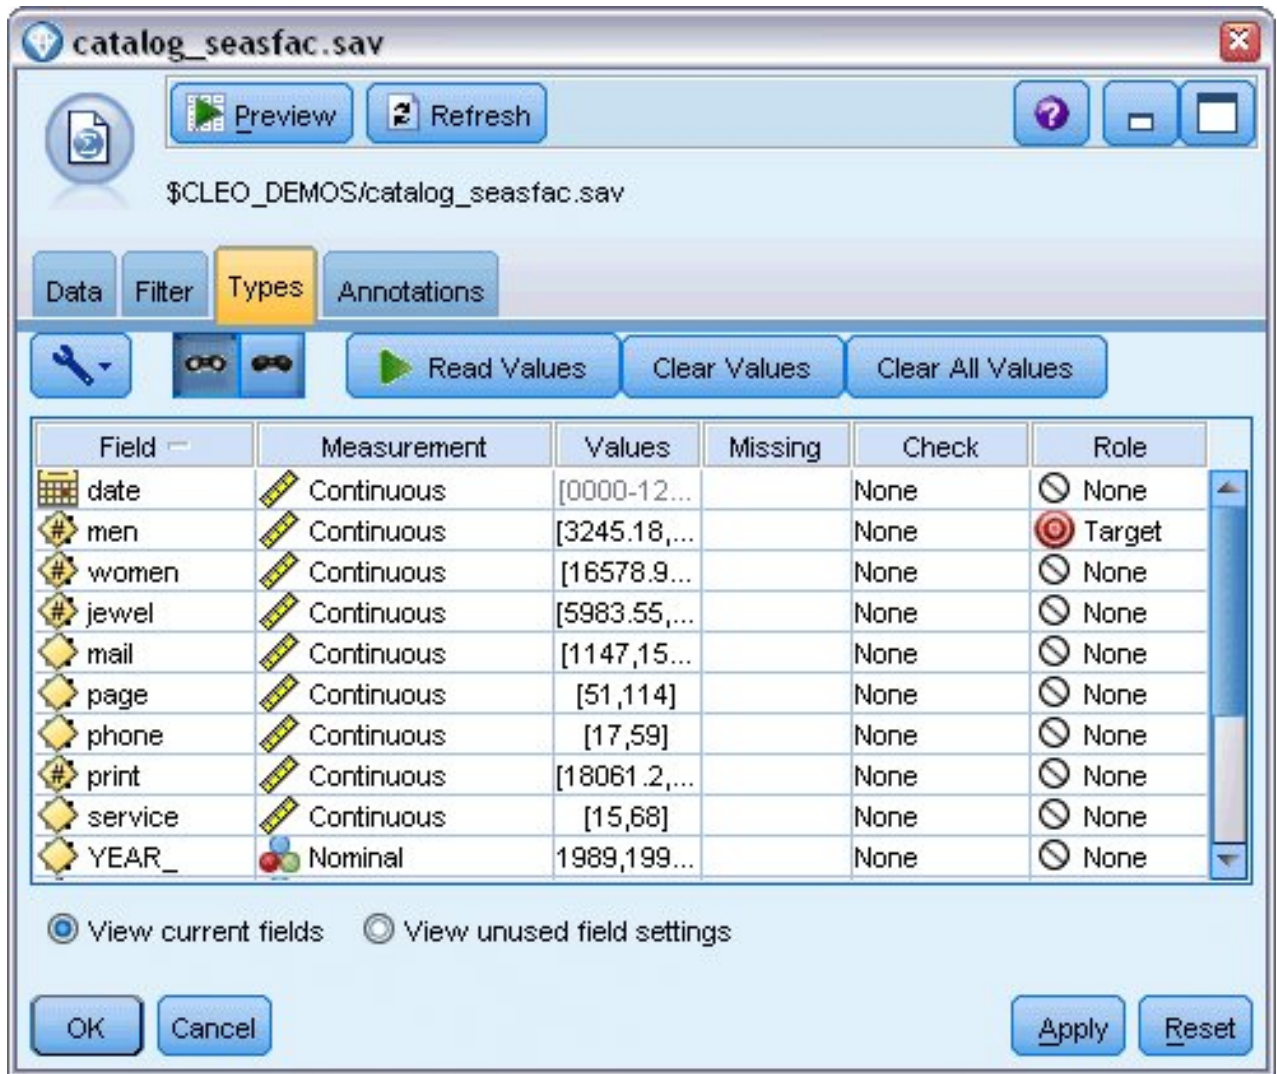 catalog_seasfac.sav
Preview Refresh
$CLEO_DEMOS/catalog_seasfac.sav
Data Filter Types Annotations
Read Values Clear Values Clear All Values
Field Measurement Values Missing Check Role
date Continuous [0000-12... None None
# men Continuous [3245.18,... None Target
# women Continuous [16578.9... None None
# jewel Continuous [5983.55,... None None
mail Continuous [1147,15... None None
page Continuous [51,114] None None
phone Continuous [17,59] None None
# print Continuous [18061.2,... None None
service Continuous [15,68] None None
YEAR_ Nominal 1989,199... None None
View current fields View unused field settings
OK Cancel Apply Reset